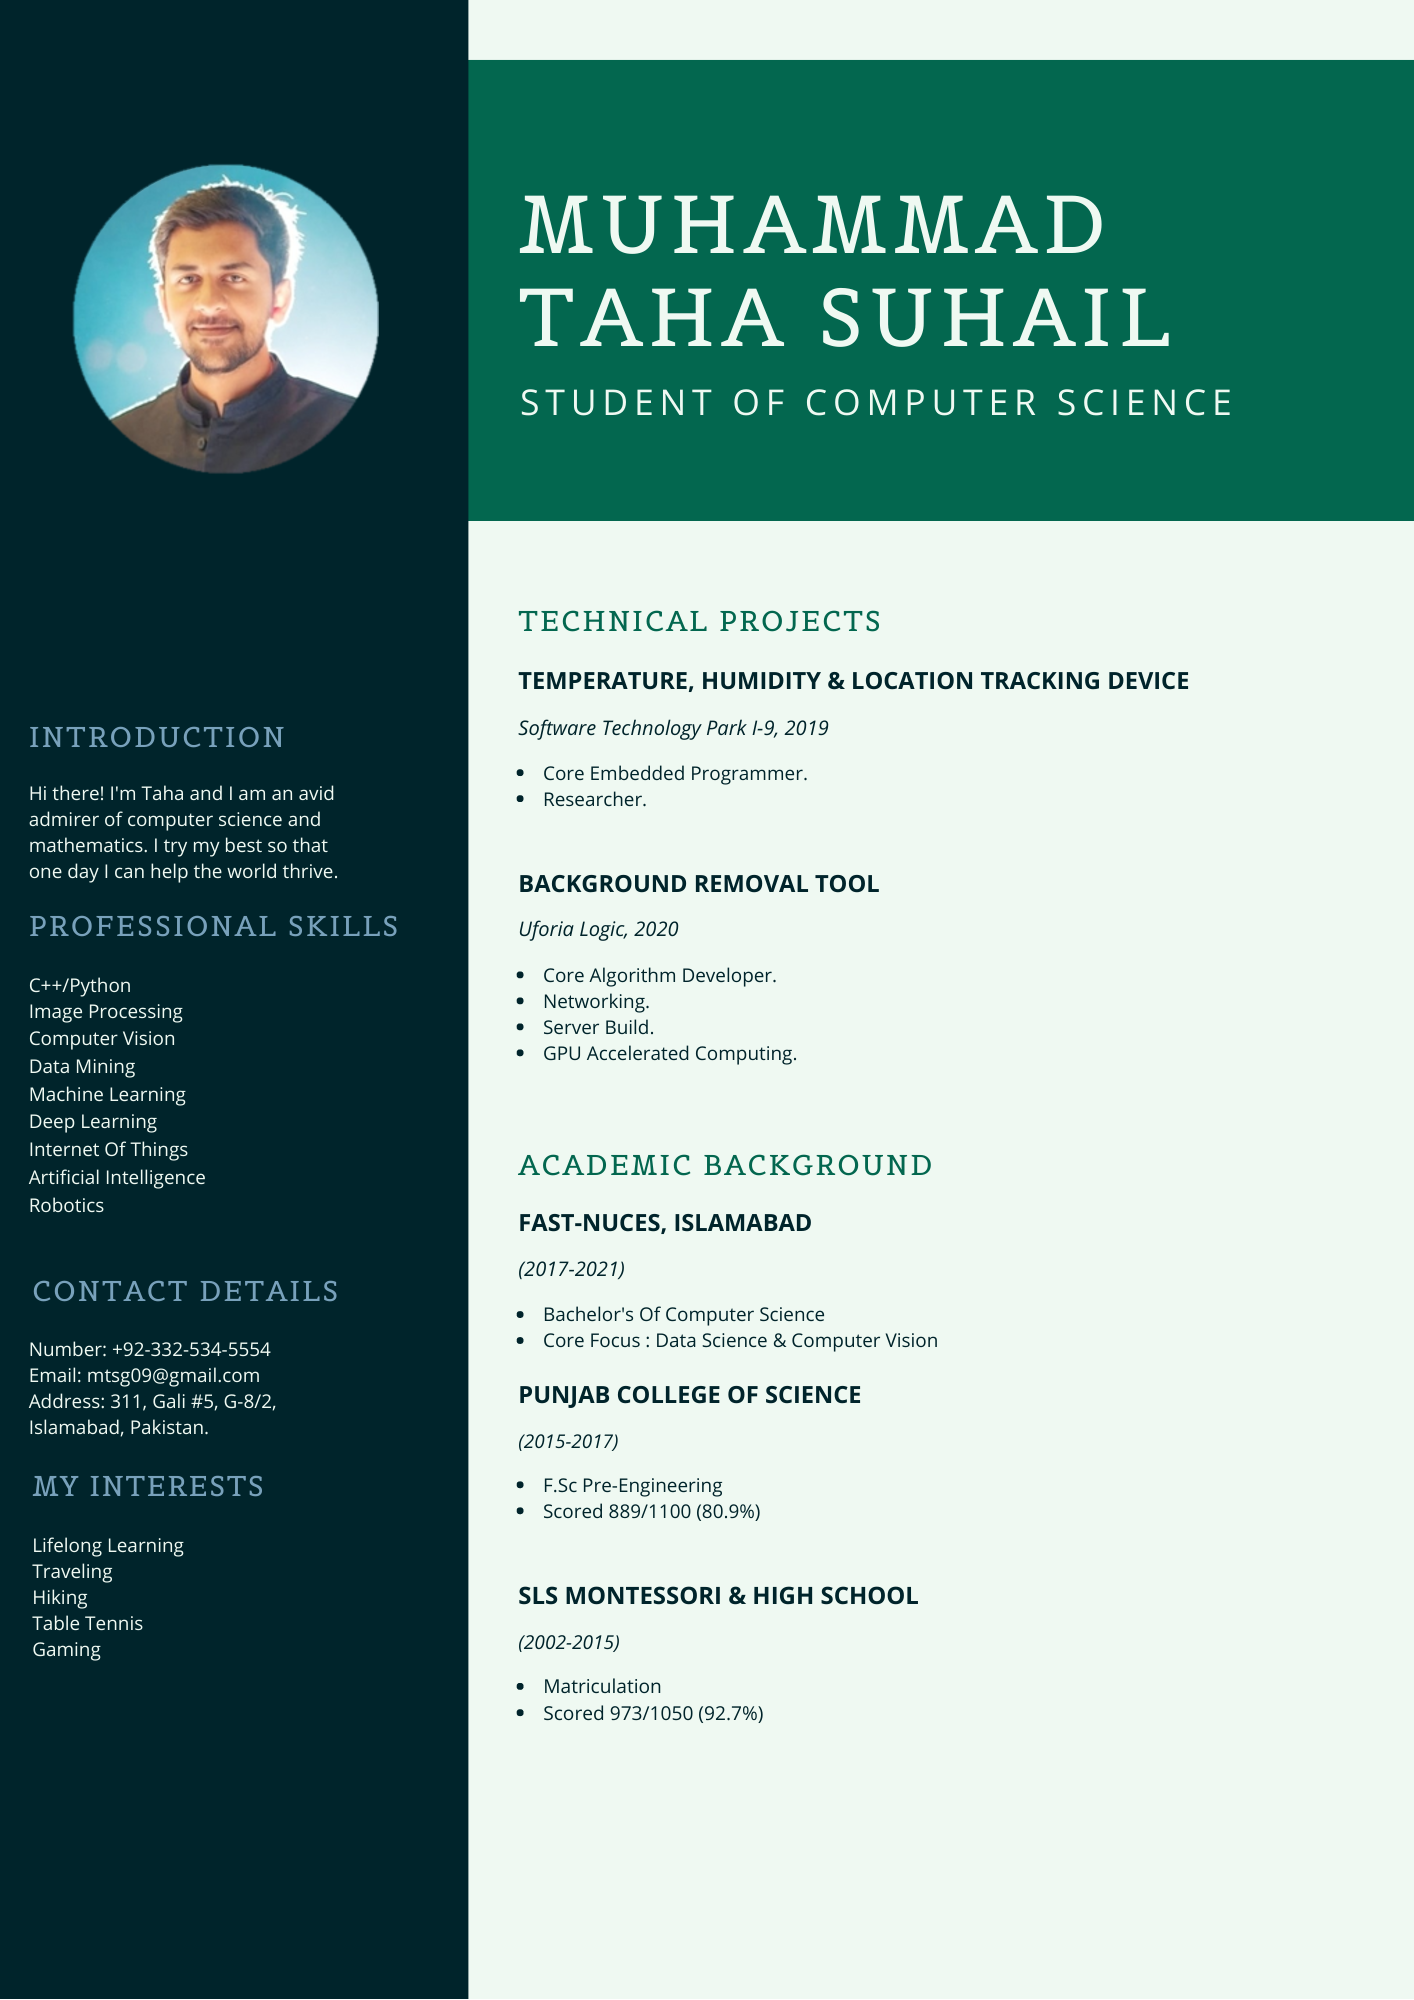 MUHAMMAD
TAHA SUHAIL
STUDENT OF COMPUTER SCIENCE
INTRODUCTION
Hi there! I'm Taha and I am an avid
admirer of computer science and
mathematics. I try my best so that
one day I can help the world thrive.
PROFESSIONAL SKILLS
C++/Python
Image Processing
Computer Vision
Data Mining
Machine Learning
Deep Learning
Internet Of Things
Artificial Intelligence
Robotics
CONTACT DETAILS
Number: +92-332-534-5554
Email: mtsg09@gmail.com
Address: 311, Gali #5, G-8/2,
Islamabad, Pakistan.
MY INTERESTS
Lifelong Learning
Traveling
Hiking
Table Tennis
Gaming
TECHNICAL PROJECTS
TEMPERATURE, HUMIDITY & LOCATION TRACKING DEVICE
Software Technology Park I-9, 2019
• Core Embedded Programmer.
• Researcher.
BACKGROUND REMOVAL TOOL
Uforia Logic, 2020
• Core Algorithm Developer.
• Networking.
• Server Build.
• GPU Accelerated Computing.
ACADEMIC BACKGROUND
FAST-NUCES, ISLAMABAD
(2017-2021)
• Bachelor's Of Computer Science
• Core Focus : Data Science & Computer Vision
PUNJAB COLLEGE OF SCIENCE
(2015-2017)
• F.Sc Pre-Engineering
• Scored 889/1100 (80.9%)
SLS MONTESSORI & HIGH SCHOOL
(2002-2015)
• Matriculation
• Scored 973/1050 (92.7%)